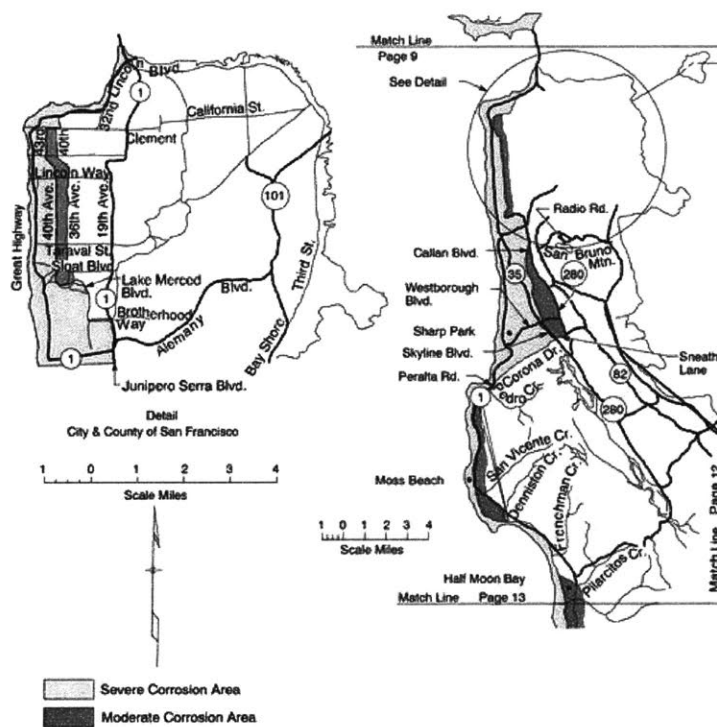 32nd Lincoln Blvd.
1
California St.
Clement
43rd
40th
Lincoln Way
Great Highway
40th Ave.
36th Ave.
19th Ave.
101
Taraval St.
Sloat Blvd.
Lake Merced
Blvd.
1
Brotherhood
Way
Alemany Blvd.
Bay Shore
Third St.
1
Junipero Serra Blvd.
Detail
City & County of San Francisco
1 0 1 2 3 4
Scale Miles
Severe Corrosion Area
Moderate Corrosion Area
Match Line
Page 9
See Detail
Radio Rd.
Callan Blvd.
San Bruno
Mtn.
35
280
Westborough
Blvd.
Sharp Park
Skyline Blvd.
Sneath
Lane
Peralta Rd.
82
Corona Dr.
1
280
San Vicente Cr.
Moss Beach
Denniston Cr.
Frenchman Cr.
1 0 1 2 3 4
Scale Miles
Half Moon Bay
Pilarcitos Cr.
Match Line Page 13
Match Line Page 12